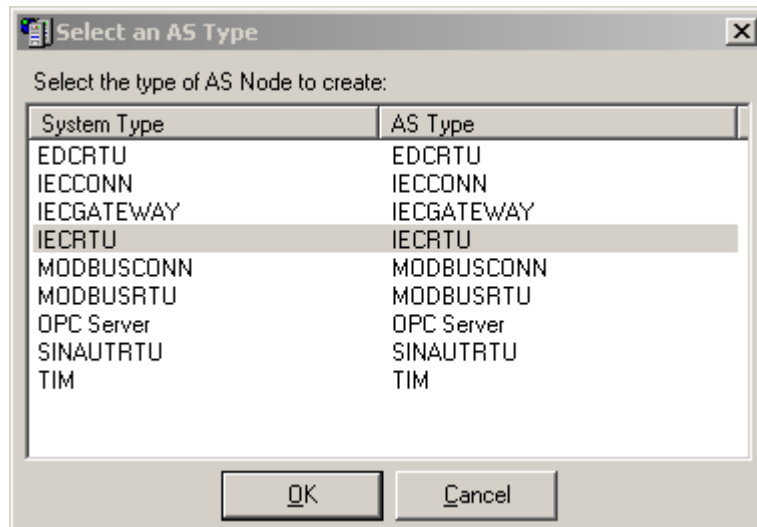 Select an AS Type
Select the type of AS Node to create:
System Type AS Type
EDCRTU EDCRTU
IECCONN IECCONN
IECGATEWAY IECGATEWAY
IECRTU IECRTU
MODBUSCONN MODBUSCONN
MODBUSRTU MODBUSRTU
OPC Server OPC Server
SINAUTRTU SINAUTRTU
TIM TIM
OK Cancel